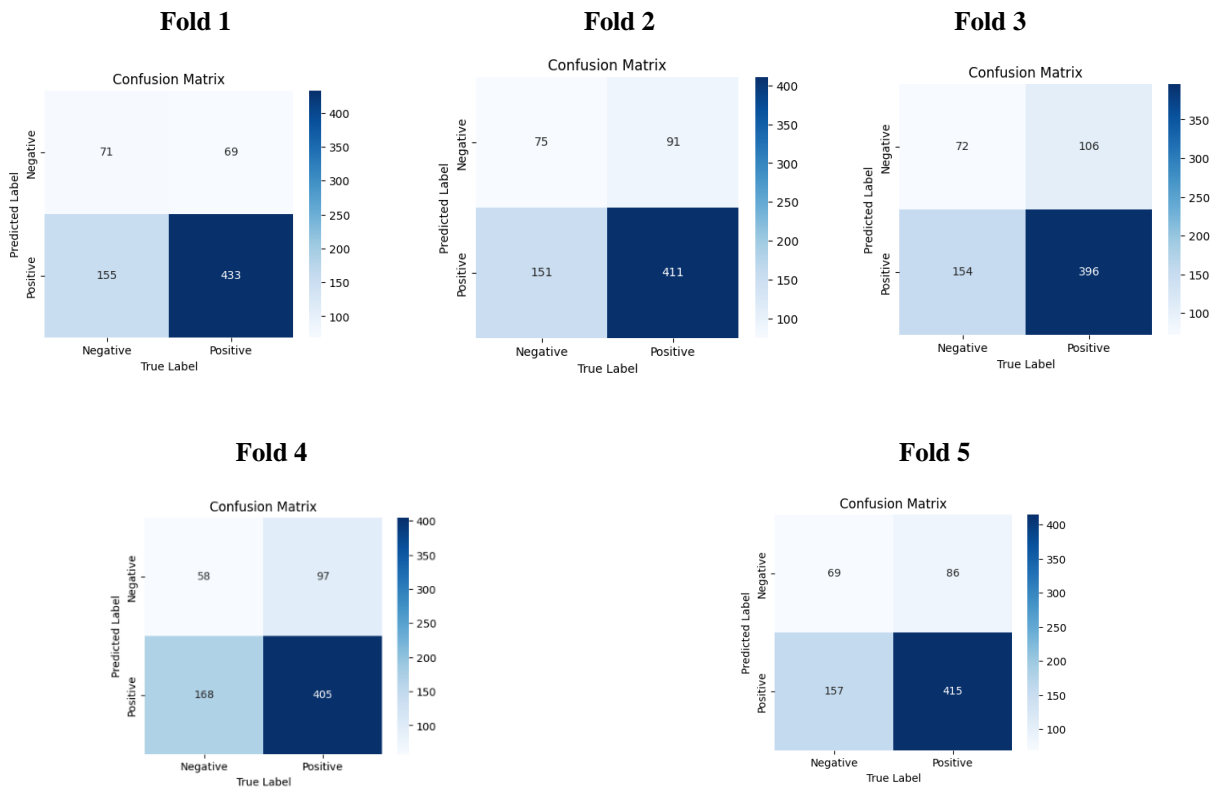 Fold 1
Confusion Matrix
Predicted Label
Negative
Positive
71 69
155 433
Negative Positive
True Label
400
350
300
250
200
150
100
Fold 2
Confusion Matrix
Predicted Label
Negative
Positive
75 91
151 411
Negative Positive
True Label
400
350
300
250
200
150
100
Fold 3
Confusion Matrix
Predicted Label
Negative
Positive
72 106
154 396
Negative Positive
True Label
350
300
250
200
150
100
Fold 4
Confusion Matrix
Predicted Label
Negative
Positive
58 97
168 405
Negative Positive
True Label
400
350
300
250
200
150
100
Fold 5
Confusion Matrix
Predicted Label
Negative
Positive
69 86
157 415
Negative Positive
True Label
400
350
300
250
200
150
100